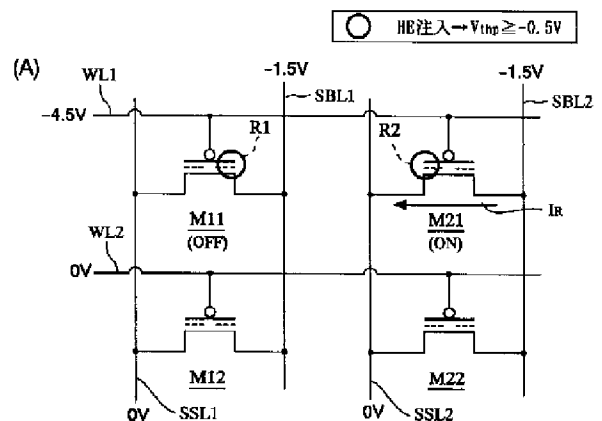 HE注入→Vthp≧-0.5V
(A)
-1.5V
-1.5V
WL1
SBL1
SBL2
-4.5V
R1
R2
M11
(OFF)
M21
(ON)
IR
WL2
0V
M12
M22
SSL1
SSL2
0V
0V